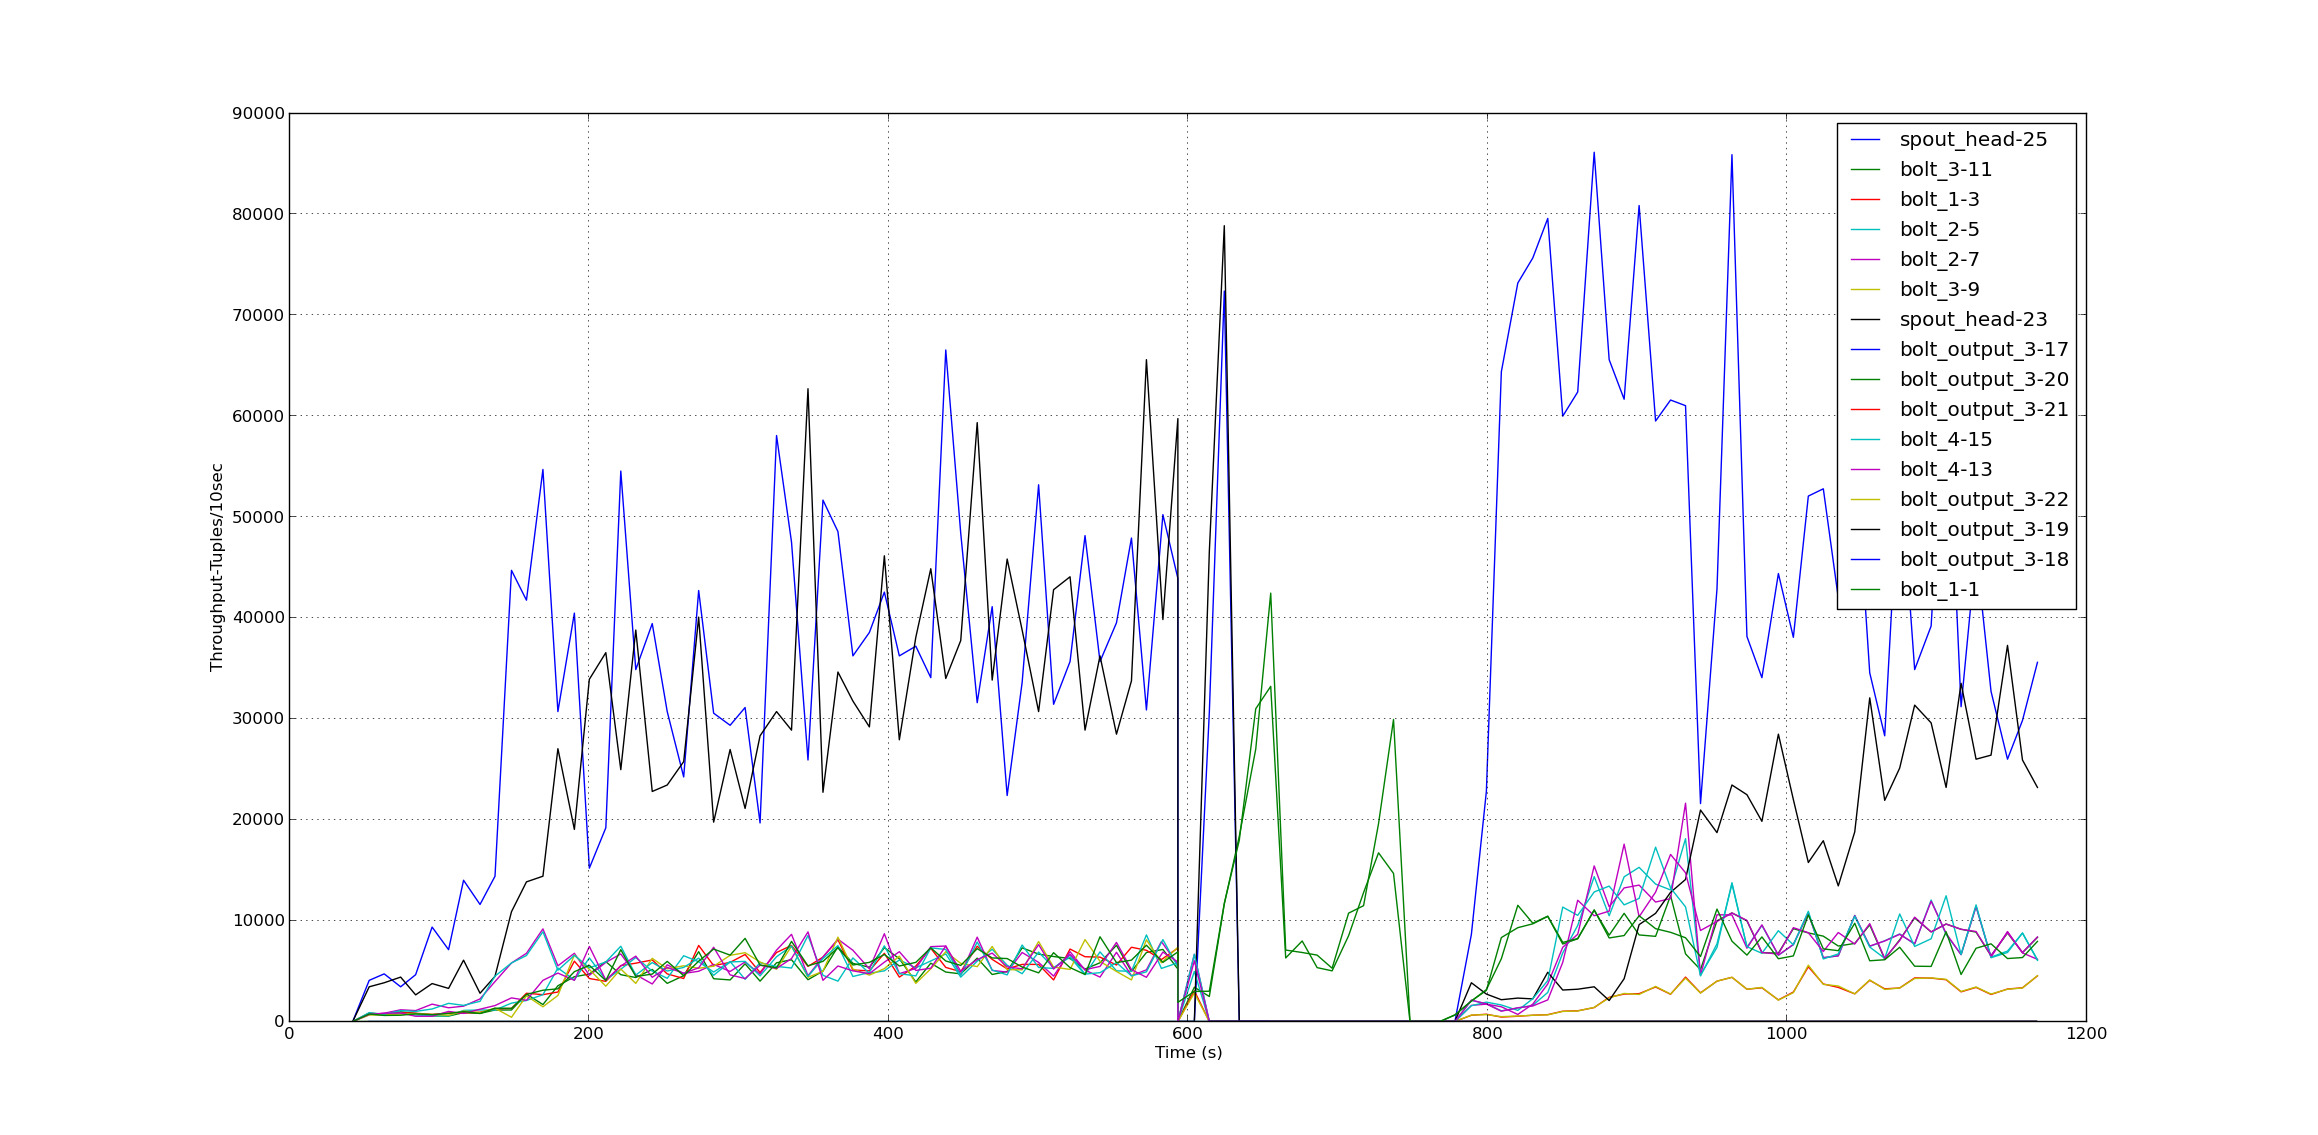 90000
80000
70000
60000
50000
40000
30000
20000
10000
0
Throughput-Tuples/10sec
0 200 400 600 800 1000 1200
Time (s)
spout_head-25
bolt_3-11
bolt_1-3
bolt_2-5
bolt_2-7
bolt_3-9
spout_head-23
bolt_output_3-17
bolt_output_3-20
bolt_output_3-21
bolt_4-15
bolt_4-13
bolt_output_3-22
bolt_output_3-19
bolt_output_3-18
bolt_1-1